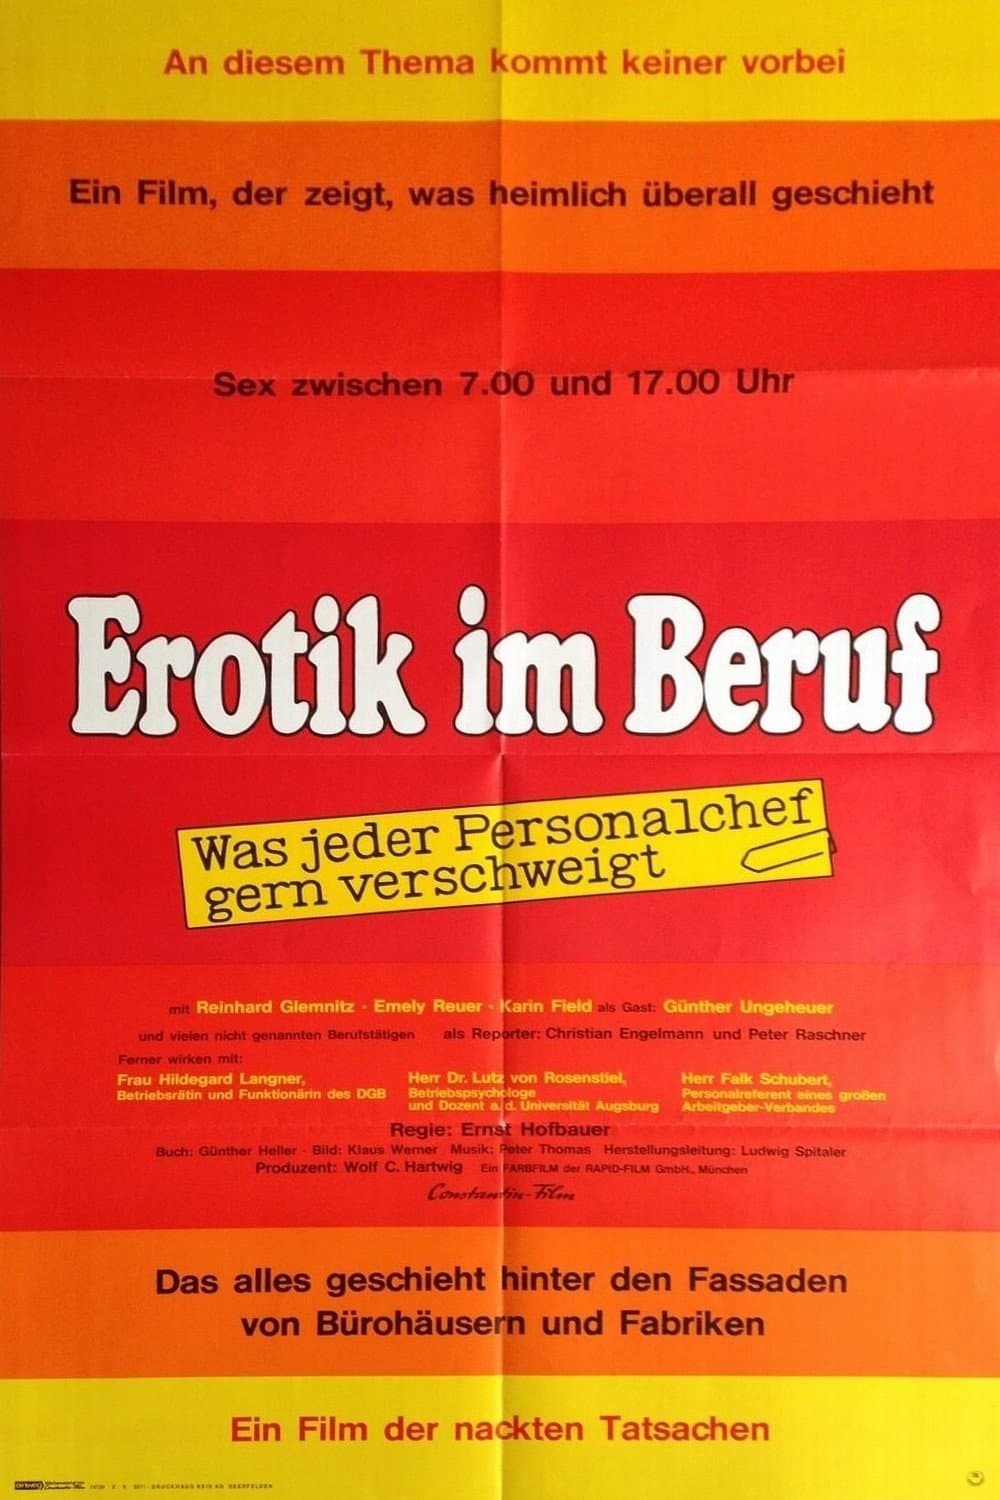 An diesem Thema kommt keiner vorbei
Ein Film, der zeigt, was heimlich überall geschieht
Sex zwischen 7.00 und 17.00 Uhr
Erotik im Beruf
Was jeder Personalchef
gern verschweigt
mit Reinhard Glemnitz · Emely Reuer · Karin Field als Gast: Günther Ungeheuer
und vielen nicht genannten Berufstätigen als Reporter: Christian Engelmann und Peter Raschner
Ferner wirken mit:
Frau Hildegard Langner, Herr Dr. Lutz von Rosenstiel, Herr Falk Schubert,
Betriebsrätin und Funktionärin des DGB Betriebspsychologe Personalreferent eines großen
und Dozent a. d. Universität Augsburg Arbeitgeber-Verbandes
Regie: Ernst Hofbauer
Buch: Günther Heller · Bild: Klaus Werner Musik: Peter Thomas Herstellungsleitung: Ludwig Spitaler
Produzent: Wolf C. Hartwig Ein FARBFILM der RAPID-FILM GmbH., München
Constantin-Film
Das alles geschieht hinter den Fassaden
von Bürohäusern und Fabriken
Ein Film der nackten Tatsachen
DRUCKHAUS